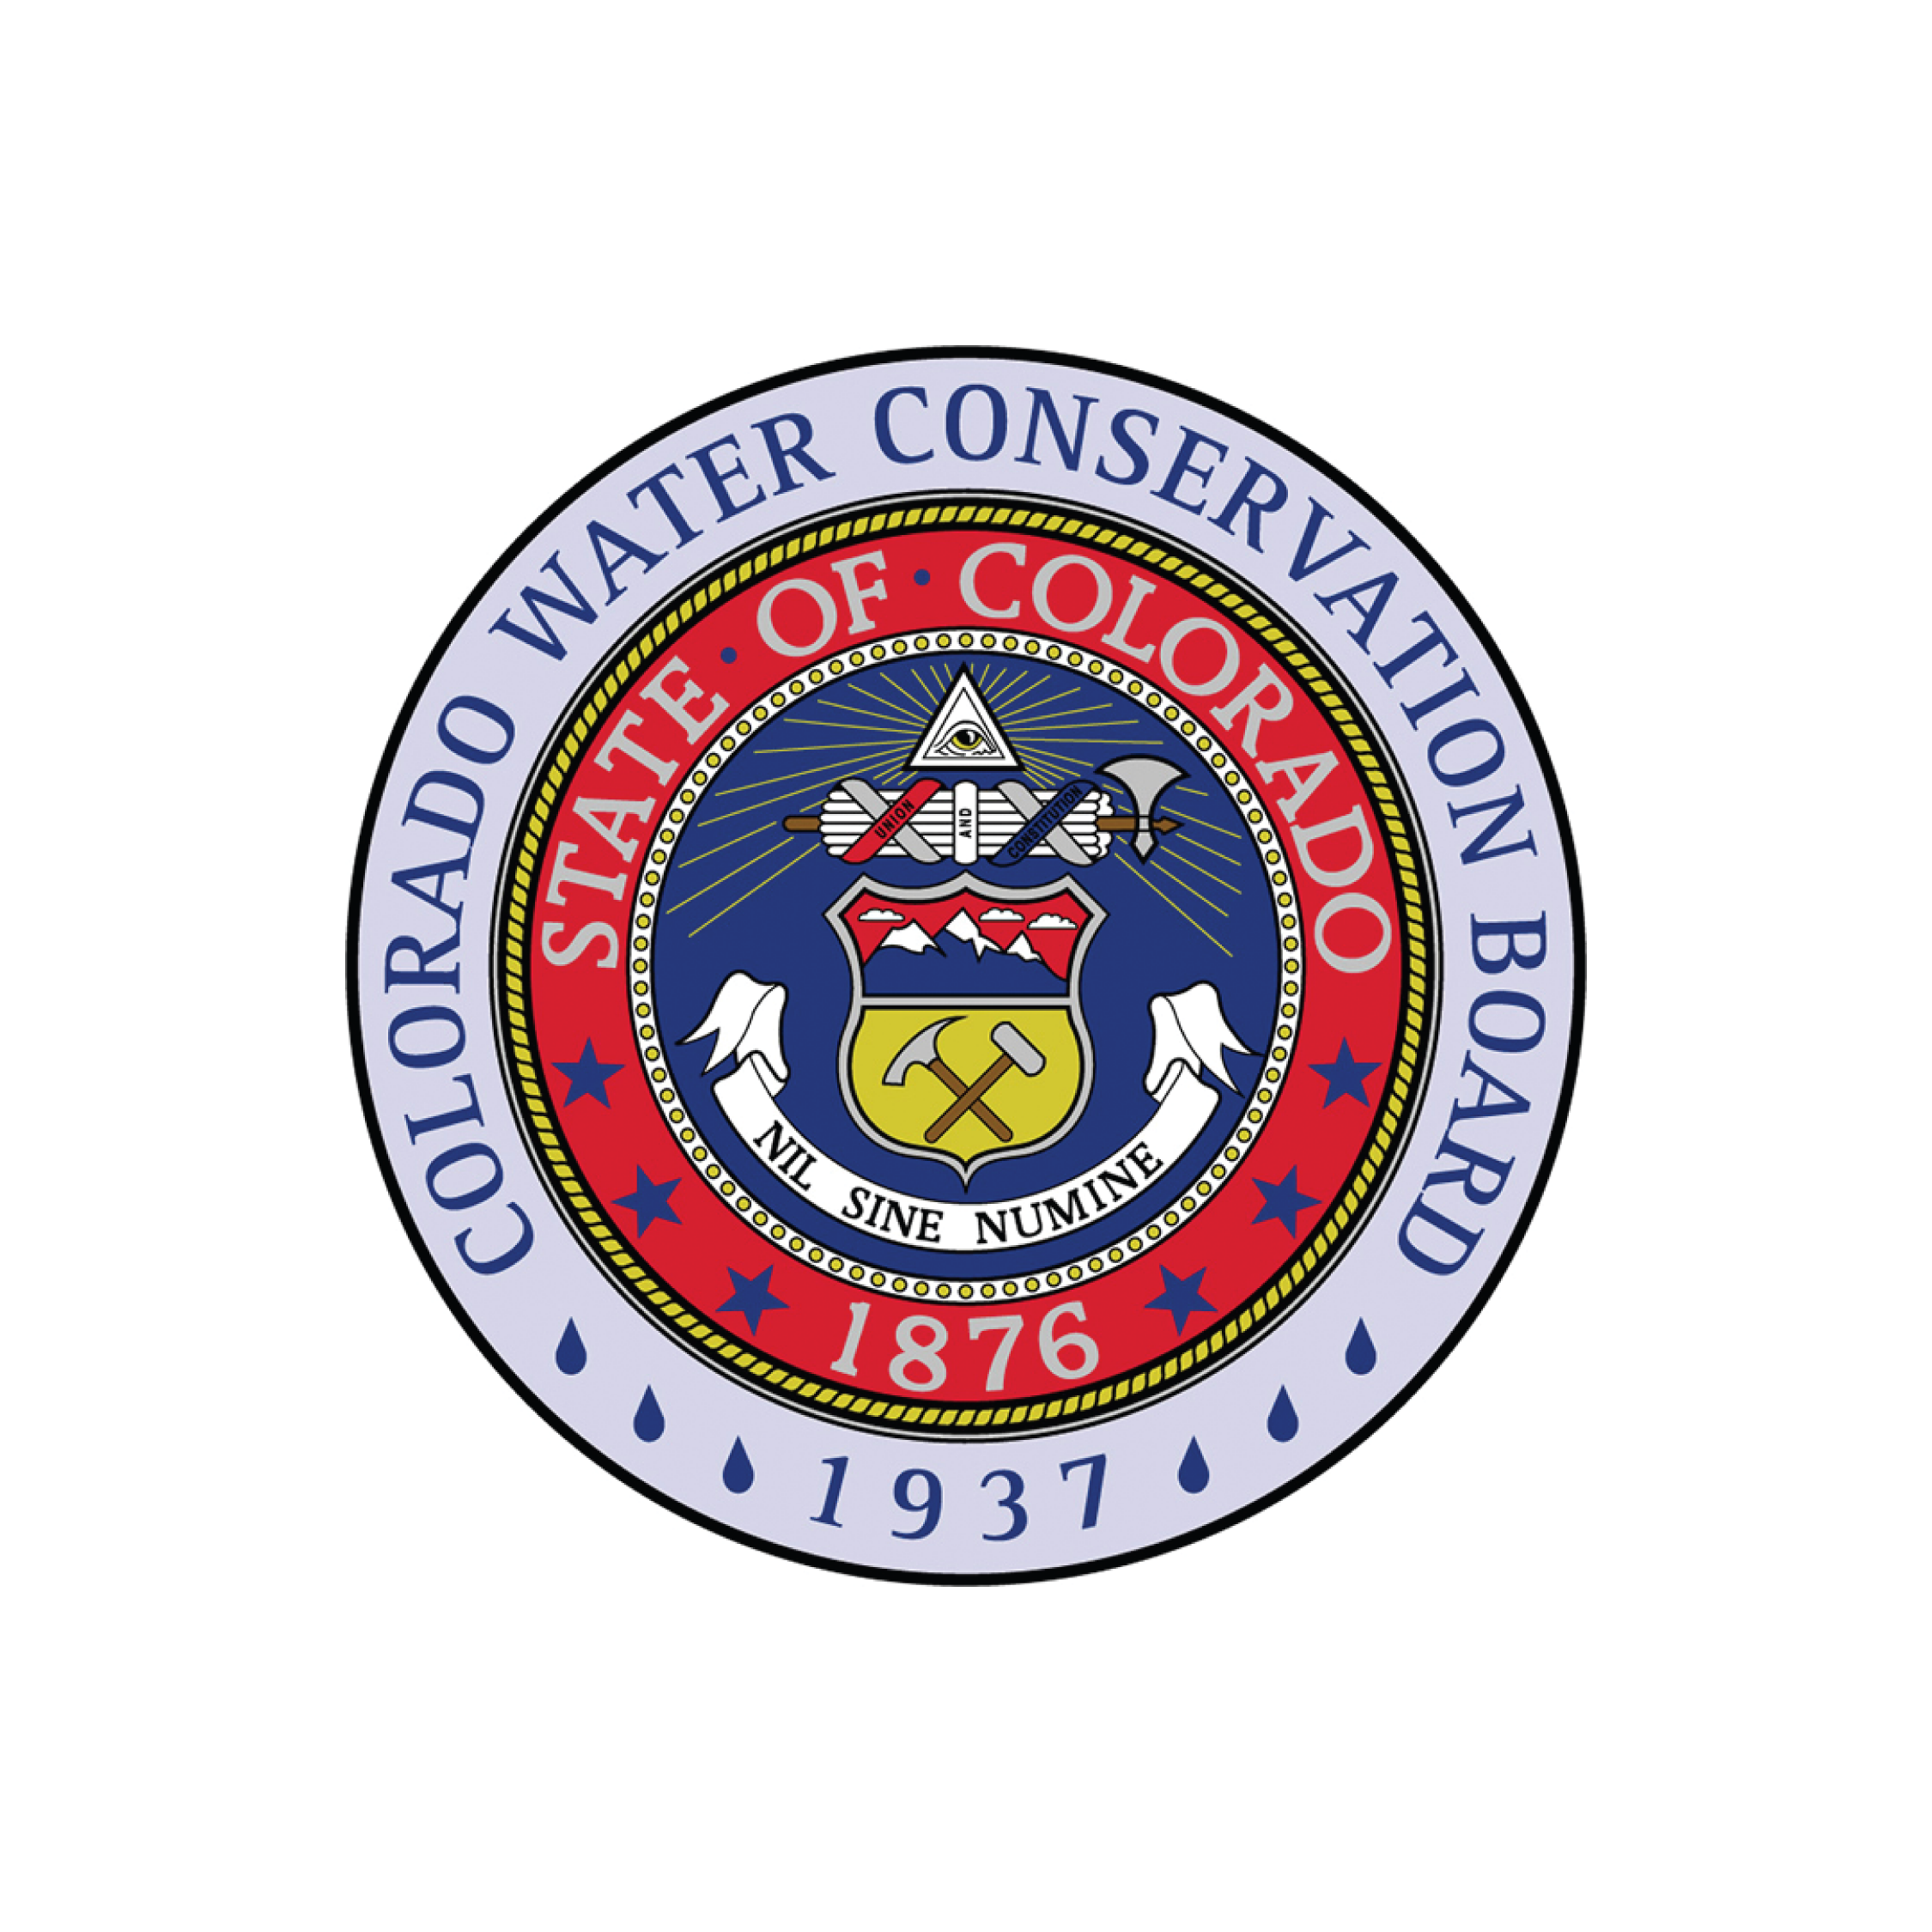 COLORADO WATER CONSERVATION BOARD
STATE • OF • COLORADO
UNION
AND
CONSTITUTION
NIL SINE NUMINE
1876
1937